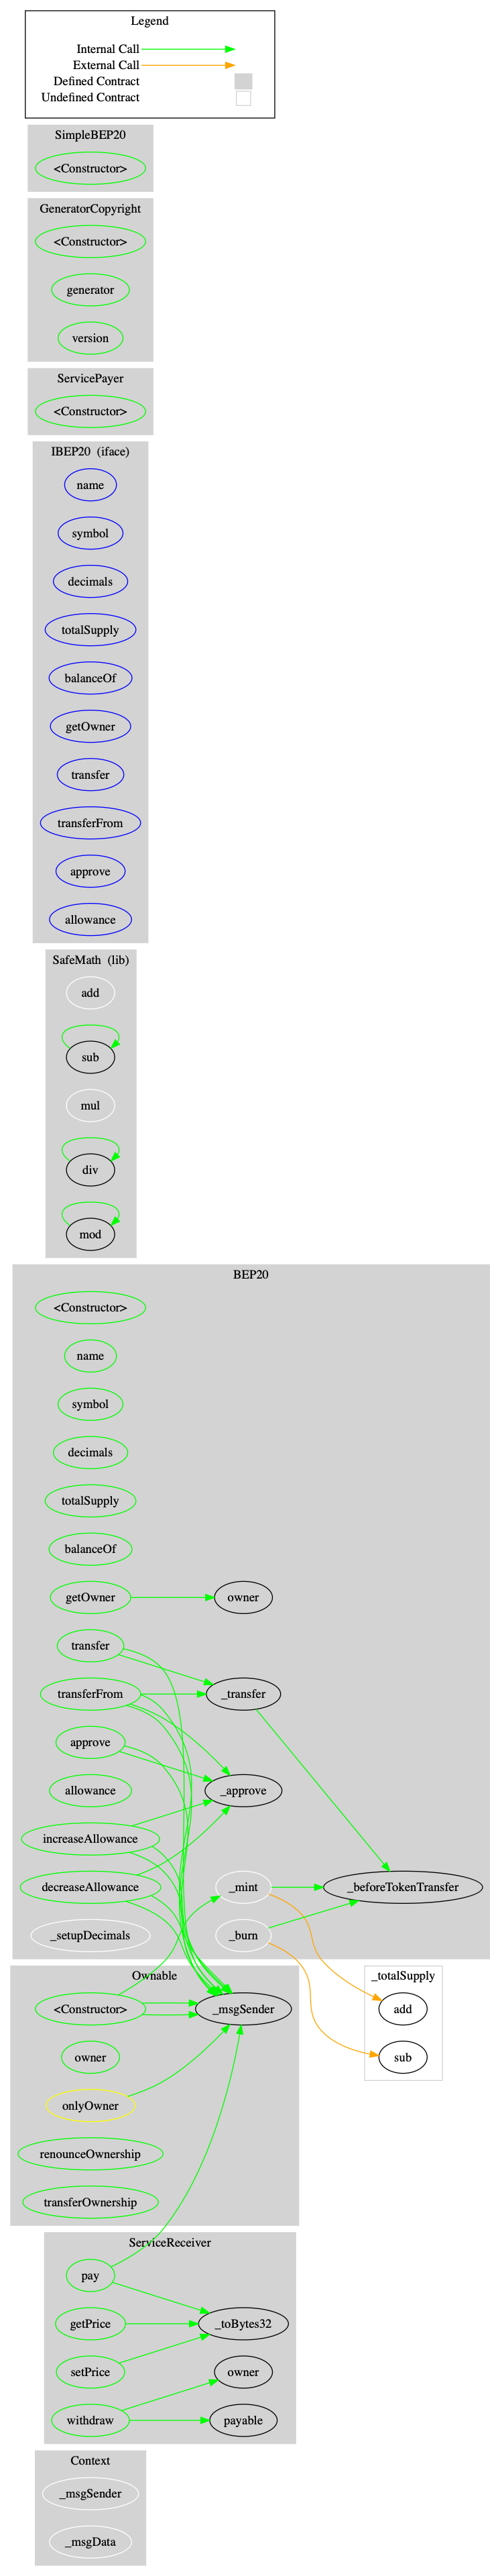 Legend
Internal Call
External Call
Defined Contract
Undefined Contract
SimpleBEP20
<Constructor>
GeneratorCopyright
<Constructor>
generator
version
ServicePayer
<Constructor>
IBEP20 (iface)
name
symbol
decimals
totalSupply
balanceOf
getOwner
transfer
transferFrom
approve
allowance
SafeMath (lib)
add
sub
mul
div
mod
BEP20
<Constructor>
name
symbol
decimals
totalSupply
balanceOf
getOwner owner
transfer
transferFrom _transfer
approve
allowance _approve
increaseAllowance
decreaseAllowance _mint _beforeTokenTransfer
_setupDecimals _burn
Ownable _totalSupply
<Constructor> _msgSender add
owner sub
onlyOwner
renounceOwnership
transferOwnership
ServiceReceiver
pay
getPrice _toBytes32
setPrice owner
withdraw payable
Context
_msgSender
_msgData